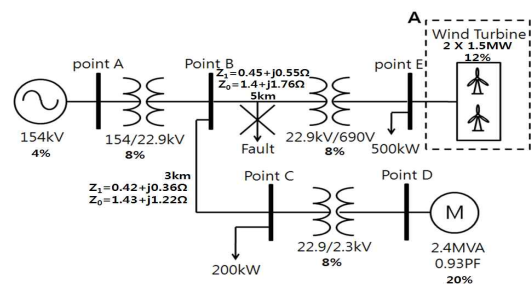 A
Wind Turbine
2 X 1.5MW
12%
point A
Point B
Z₁=0.45+j0.55Ω
Z₀=1.4+j1.76Ω
5km
point E
154kV
4%
154/22.9kV
8%
Fault
22.9kV/690V
8%
500kW
3km
Z₁=0.42+j0.36Ω
Z₀=1.43+j1.22Ω
Point C
Point D
M
200kW
22.9/2.3kV
8%
2.4MVA
0.93PF
20%